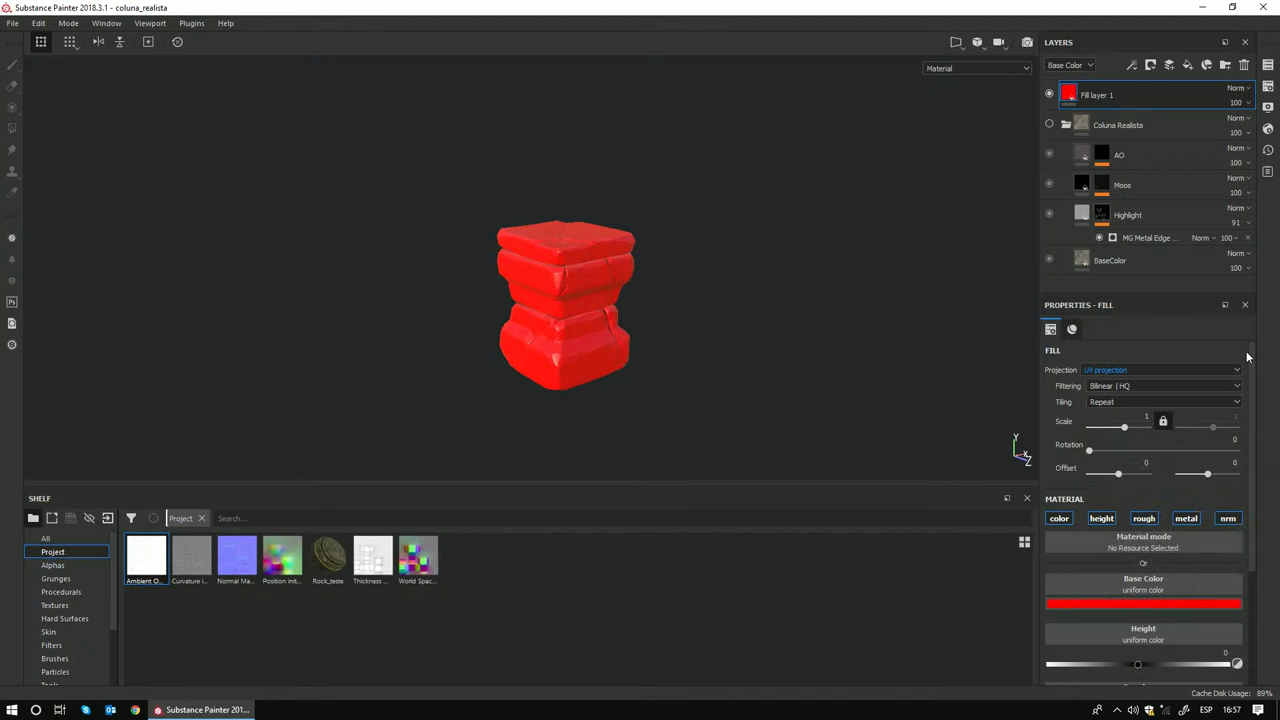 Substance Painter 2018.3.1 - coluna_realista
File Edit Mode Window Viewport Plugins Help
Material
LAYERS
Base Color
Fill layer 1
Norm
100
Coluna Realista
Norm
100
AO
Norm
100
Moos
Norm
100
Highlight
Norm
91
MG Metal Edge ... Norm 100
BaseColor
Norm
100
PROPERTIES - FILL
FILL
Projection UV projection
Filtering Bilinear | HQ
Tiling Repeat
Scale 1 1
Rotation 0
Offset 0 0
MATERIAL
color height rough metal nrm
Material mode
No Resource Selected
Or
Base Color
uniform color
Height
uniform color
0
Y
X
Z
SHELF
Project
Search...
All
Project
Alphas
Grunges
Procedurals
Textures
Hard Surfaces
Skin
Filters
Brushes
Particles
Ambient O... Curvature i... Normal Ma... Position init... Rock_teste Thickness ... World Spac...
Cache Disk Usage: 89%
Ps
Substance Painter 201...
ESP 16:57